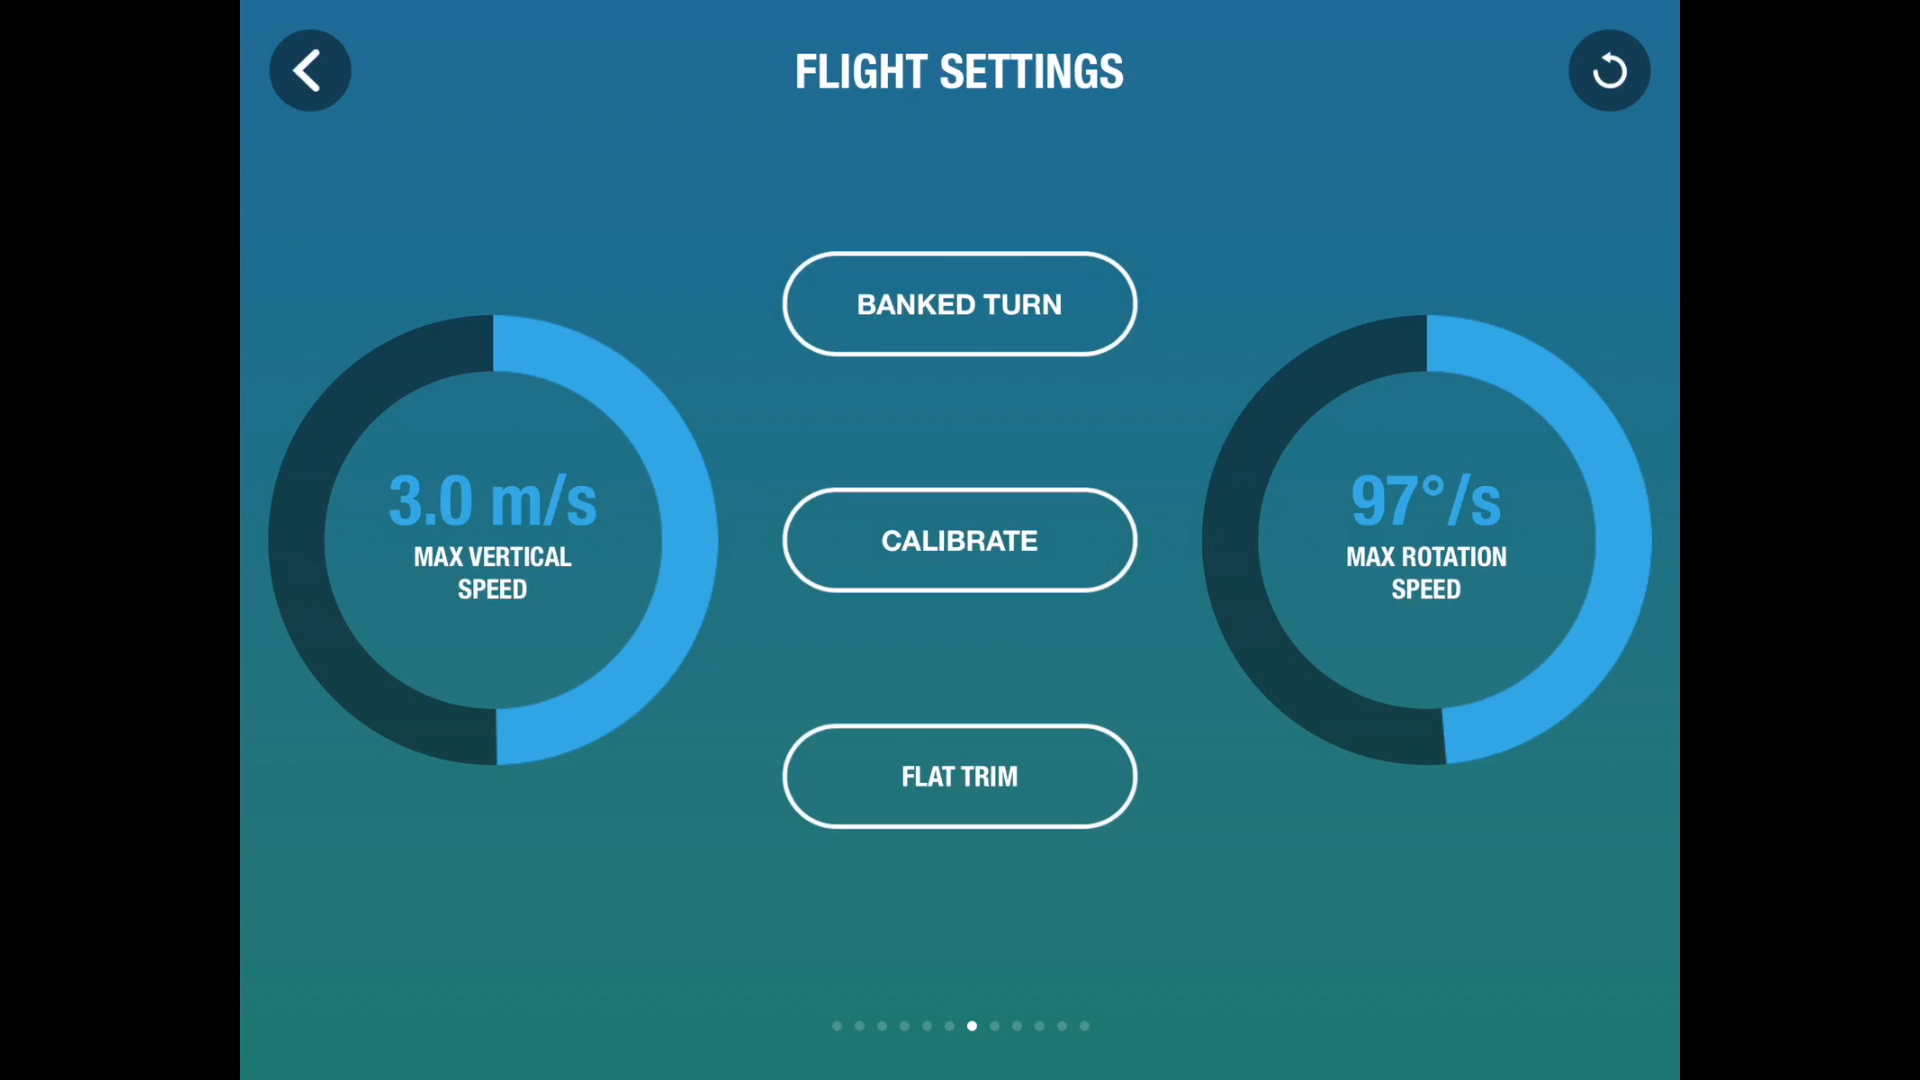 FLIGHT SETTINGS
BANKED TURN
3.0 m/s
MAX VERTICAL
SPEED
CALIBRATE
97°/s
MAX ROTATION
SPEED
FLAT TRIM